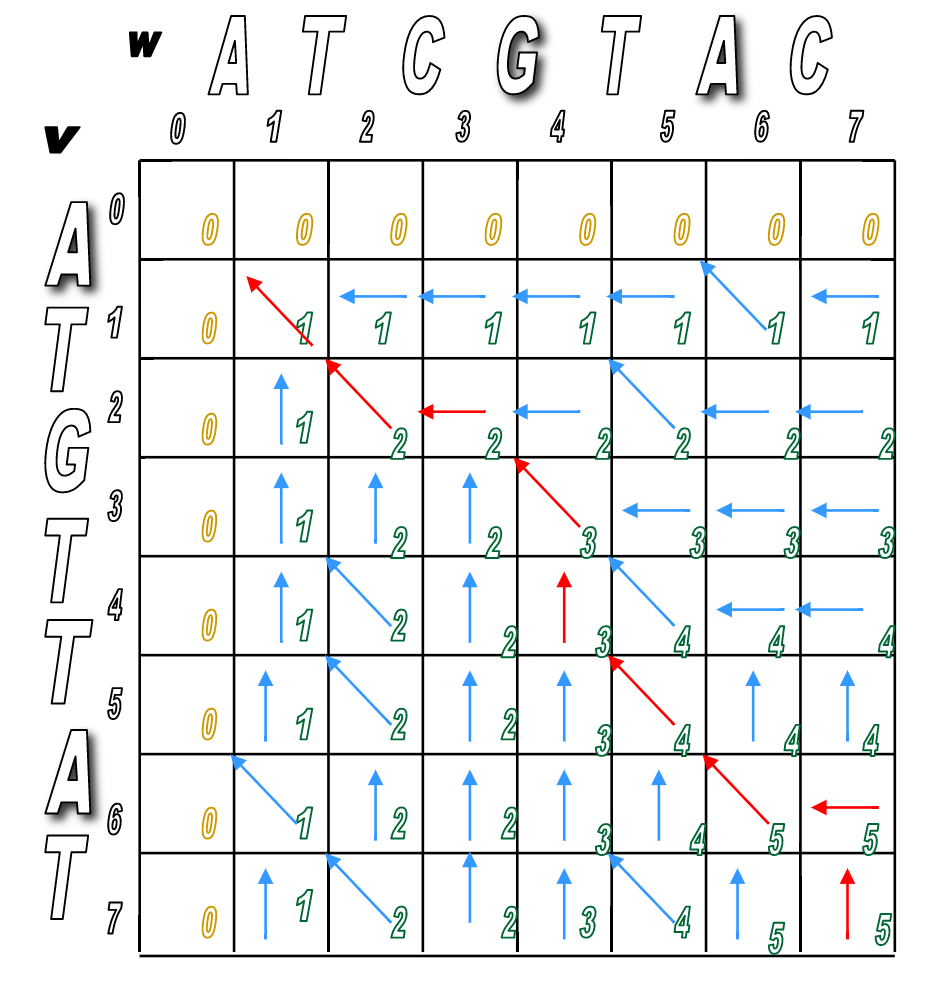 w A T C G T A C
v 0 1 2 3 4 5 6 7
A 0 0 0 0 0 0 0 0 0
T 1 0 1 1 1 1 1 1 1
G 2 0 1 2 2 2 2 2 2
T 3 0 1 2 2 3 3 3 3
T 4 0 1 2 2 3 4 4 4
A 5 0 1 2 2 3 4 4 4
T 6 0 1 2 2 3 4 5 5
7 0 1 2 2 3 4 5 5